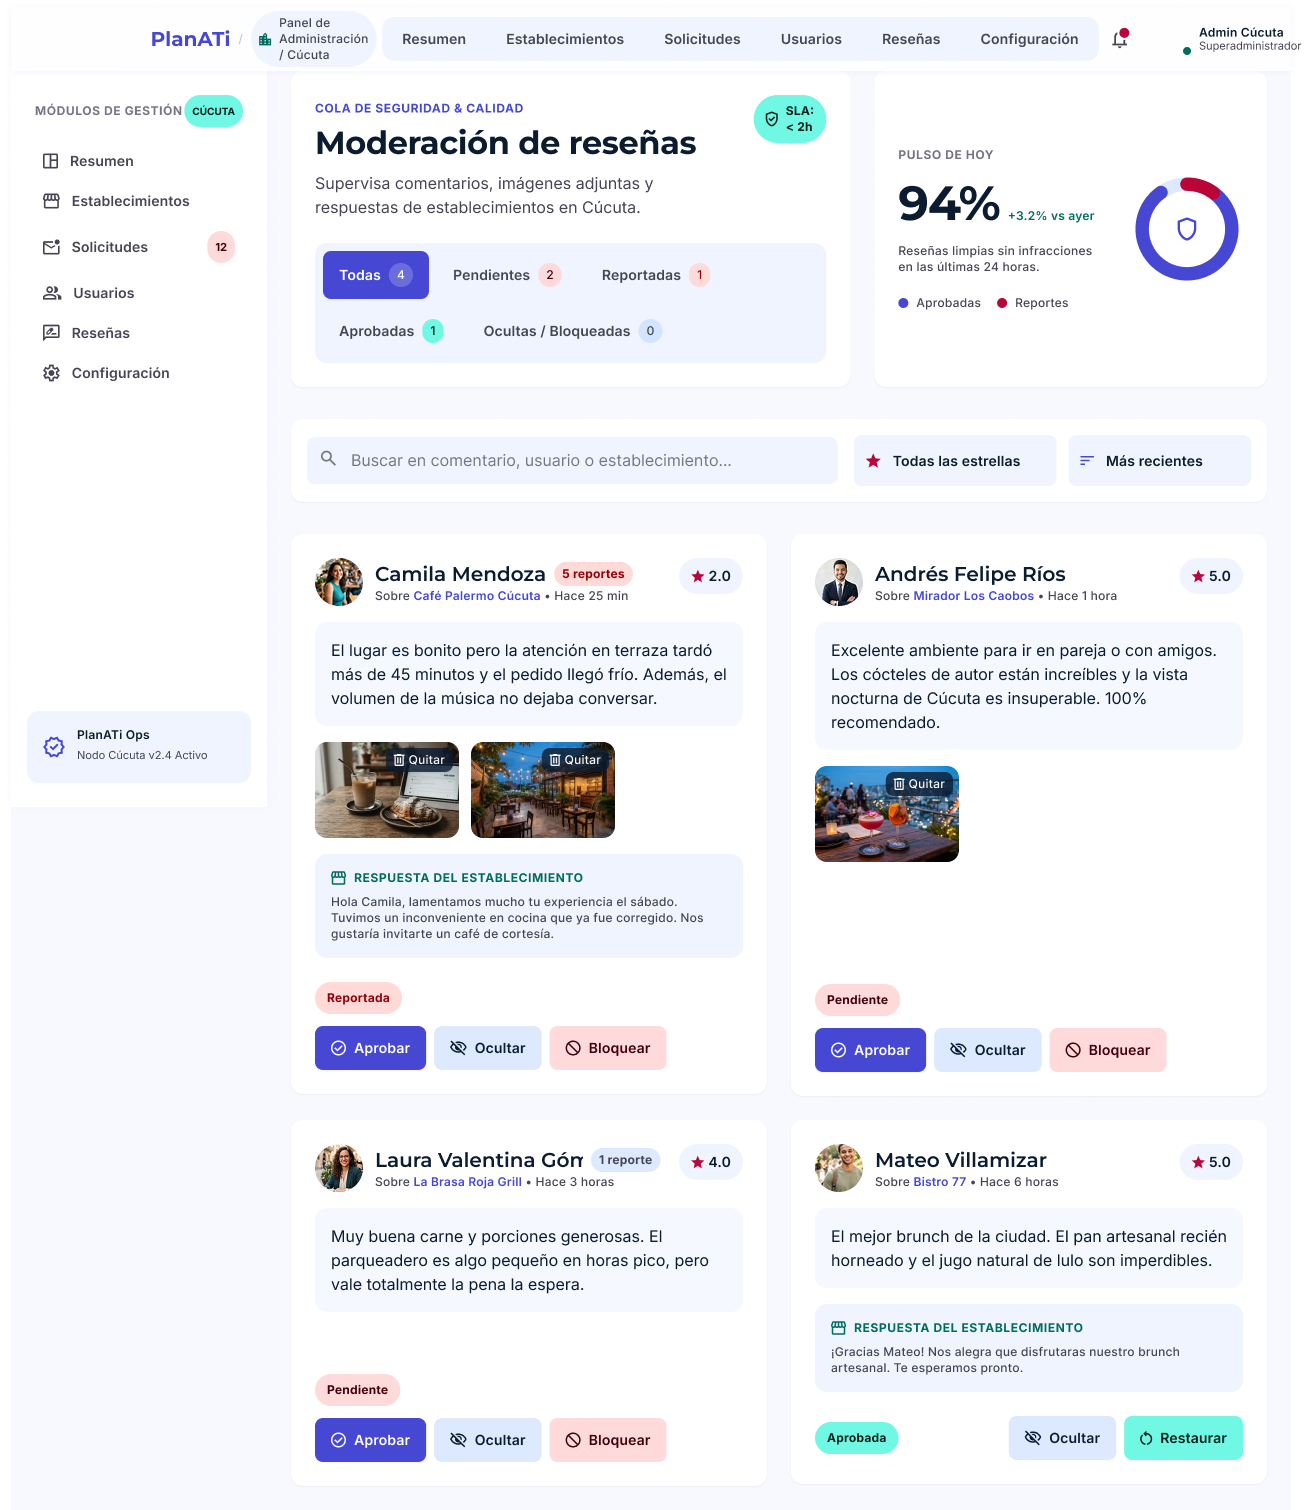 PlanATi / Panel de Administración / Cúcuta
Resumen Establecimientos Solicitudes Usuarios Reseñas Configuración
Admin Cúcuta
Superadministrador
MÓDULOS DE GESTIÓN CÚCUTA
Resumen
Establecimientos
Solicitudes 12
Usuarios
Reseñas
Configuración
PlanATi Ops
Nodo Cúcuta v2.4 Activo
COLA DE SEGURIDAD & CALIDAD
Moderación de reseñas
Supervisa comentarios, imágenes adjuntas y
respuestas de establecimientos en Cúcuta.
SLA:
< 2h
Todas 4 Pendientes 2 Reportadas 1
Aprobadas 1 Ocultas / Bloqueadas 0
PULSO DE HOY
94% +3.2% vs ayer
Reseñas limpias sin infracciones
en las últimas 24 horas.
Aprobadas Reportes
Buscar en comentario, usuario o establecimiento...
Todas las estrellas
Más recientes
Camila Mendoza 5 reportes
Sobre Café Palermo Cúcuta • Hace 25 min
2.0
El lugar es bonito pero la atención en terraza tardó
más de 45 minutos y el pedido llegó frío. Además, el
volumen de la música no dejaba conversar.
Quitar Quitar
RESPUESTA DEL ESTABLECIMIENTO
Hola Camila, lamentamos mucho tu experiencia el sábado.
Tuvimos un inconveniente en cocina que ya fue corregido. Nos
gustaría invitarte un café de cortesía.
Reportada
Aprobar Ocultar Bloquear
Andrés Felipe Ríos
Sobre Mirador Los Caobos • Hace 1 hora
5.0
Excelente ambiente para ir en pareja o con amigos.
Los cócteles de autor están increíbles y la vista
nocturna de Cúcuta es insuperable. 100%
recomendado.
Quitar
Pendiente
Aprobar Ocultar Bloquear
Laura Valentina Góm 1 reporte
Sobre La Brasa Roja Grill • Hace 3 horas
4.0
Muy buena carne y porciones generosas. El
parqueadero es algo pequeño en horas pico, pero
vale totalmente la pena la espera.
Pendiente
Aprobar Ocultar Bloquear
Mateo Villamizar
Sobre Bistro 77 • Hace 6 horas
5.0
El mejor brunch de la ciudad. El pan artesanal recién
horneado y el jugo natural de lulo son imperdibles.
RESPUESTA DEL ESTABLECIMIENTO
¡Gracias Mateo! Nos alegra que disfrutaras nuestro brunch
artesanal. Te esperamos pronto.
Aprobada
Ocultar Restaurar